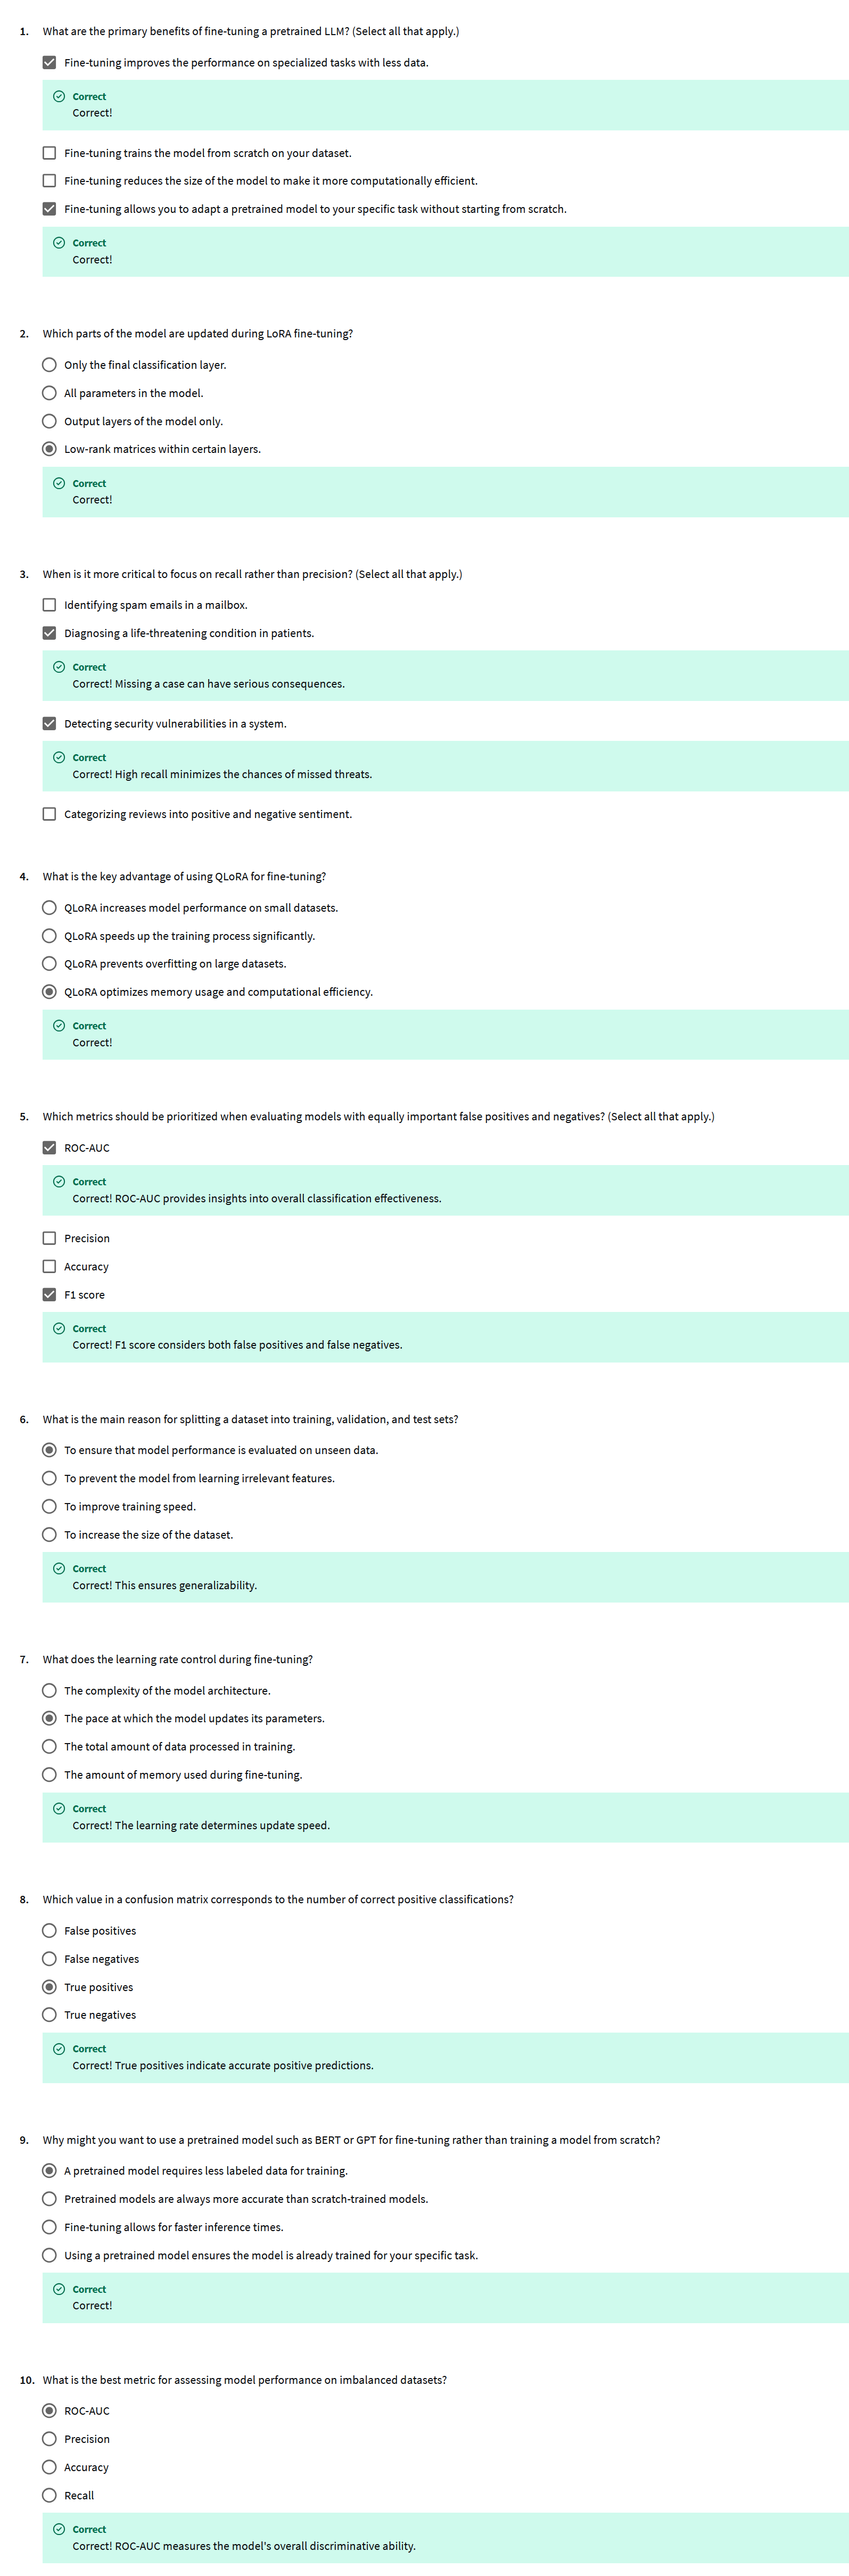 1. What are the primary benefits of fine-tuning a pretrained LLM? (Select all that apply.)
Fine-tuning improves the performance on specialized tasks with less data.
Correct
Correct!
Fine-tuning trains the model from scratch on your dataset.
Fine-tuning reduces the size of the model to make it more computationally efficient.
Fine-tuning allows you to adapt a pretrained model to your specific task without starting from scratch.
Correct
Correct!
2. Which parts of the model are updated during LoRA fine-tuning?
Only the final classification layer.
All parameters in the model.
Output layers of the model only.
Low-rank matrices within certain layers.
Correct
Correct!
3. When is it more critical to focus on recall rather than precision? (Select all that apply.)
Identifying spam emails in a mailbox.
Diagnosing a life-threatening condition in patients.
Correct
Correct! Missing a case can have serious consequences.
Detecting security vulnerabilities in a system.
Correct
Correct! High recall minimizes the chances of missed threats.
Categorizing reviews into positive and negative sentiment.
4. What is the key advantage of using QLoRA for fine-tuning?
QLoRA increases model performance on small datasets.
QLoRA speeds up the training process significantly.
QLoRA prevents overfitting on large datasets.
QLoRA optimizes memory usage and computational efficiency.
Correct
Correct!
5. Which metrics should be prioritized when evaluating models with equally important false positives and negatives? (Select all that apply.)
ROC-AUC
Correct
Correct! ROC-AUC provides insights into overall classification effectiveness.
Precision
Accuracy
F1 score
Correct
Correct! F1 score considers both false positives and false negatives.
6. What is the main reason for splitting a dataset into training, validation, and test sets?
To ensure that model performance is evaluated on unseen data.
To prevent the model from learning irrelevant features.
To improve training speed.
To increase the size of the dataset.
Correct
Correct! This ensures generalizability.
7. What does the learning rate control during fine-tuning?
The complexity of the model architecture.
The pace at which the model updates its parameters.
The total amount of data processed in training.
The amount of memory used during fine-tuning.
Correct
Correct! The learning rate determines update speed.
8. Which value in a confusion matrix corresponds to the number of correct positive classifications?
False positives
False negatives
True positives
True negatives
Correct
Correct! True positives indicate accurate positive predictions.
9. Why might you want to use a pretrained model such as BERT or GPT for fine-tuning rather than training a model from scratch?
A pretrained model requires less labeled data for training.
Pretrained models are always more accurate than scratch-trained models.
Fine-tuning allows for faster inference times.
Using a pretrained model ensures the model is already trained for your specific task.
Correct
Correct!
10. What is the best metric for assessing model performance on imbalanced datasets?
ROC-AUC
Precision
Accuracy
Recall
Correct
Correct! ROC-AUC measures the model's overall discriminative ability.